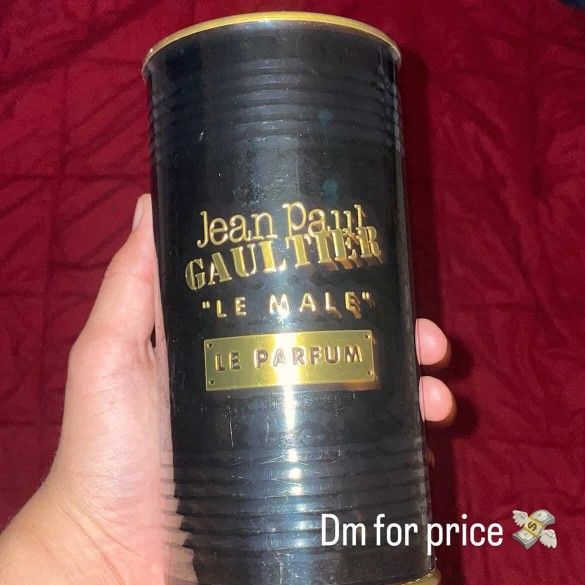 Jean Paul
GAULTIER
"LE MALE"
LE PARFUM
Dm for price 💸